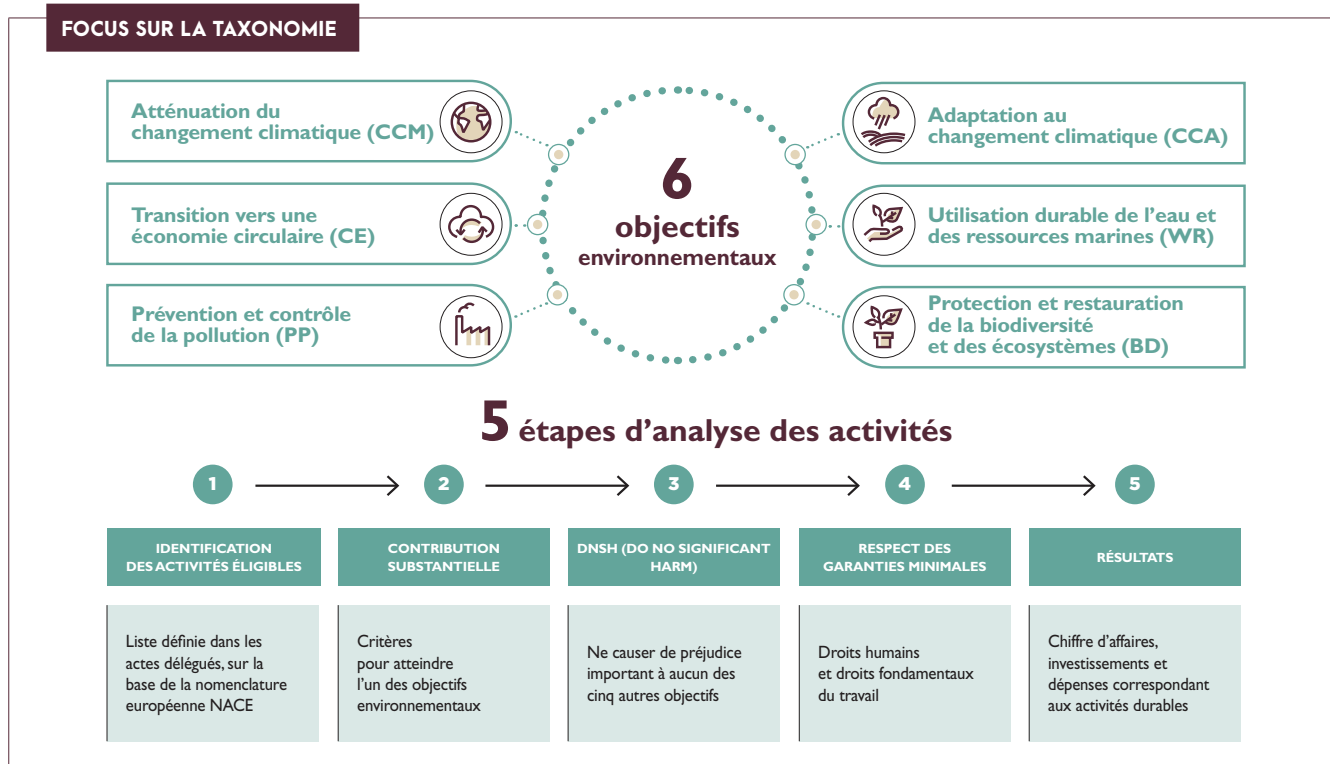 FOCUS SUR LA TAXONOMIE
Atténuation du
changement climatique (CCM)
Transition vers une
économie circulaire (CE)
Prévention et contrôle
de la pollution (PP)
6
objectifs
environnementaux
Adaptation au
changement climatique (CCA)
Utilisation durable de l’eau et
des ressources marines (WR)
Protection et restauration
de la biodiversité
et des écosystèmes (BD)
5 étapes d’analyse des activités
1
2
3
4
5
IDENTIFICATION
DES ACTIVITÉS ÉLIGIBLES
CONTRIBUTION
SUBSTANTIELLE
DNSH (DO NO SIGNIFICANT
HARM)
RESPECT DES
GARANTIES MINIMALES
RÉSULTATS
Liste définie dans les
actes délégués, sur la
base de la nomenclature
européenne NACE
Critères
pour atteindre
l’un des objectifs
environnementaux
Ne causer de préjudice
important à aucun des
cinq autres objectifs
Droits humains
et droits fondamentaux
du travail
Chiffre d’affaires,
investissements et
dépenses correspondant
aux activités durables